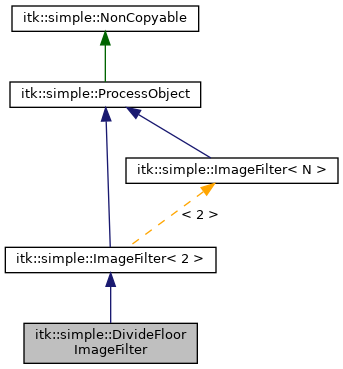 itk::simple::NonCopyable
itk::simple::ProcessObject
itk::simple::ImageFilter< N >
< 2 >
itk::simple::ImageFilter< 2 >
itk::simple::DivideFloor
ImageFilter